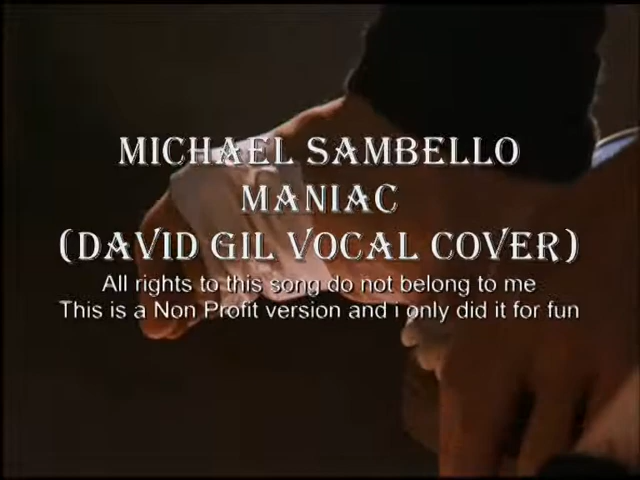 MICHAEL SAMBELLO
MANIAC
(DAVID GIL VOCAL COVER)
All rights to this song do not belong to me
This is a Non Profit version and i only did it for fun